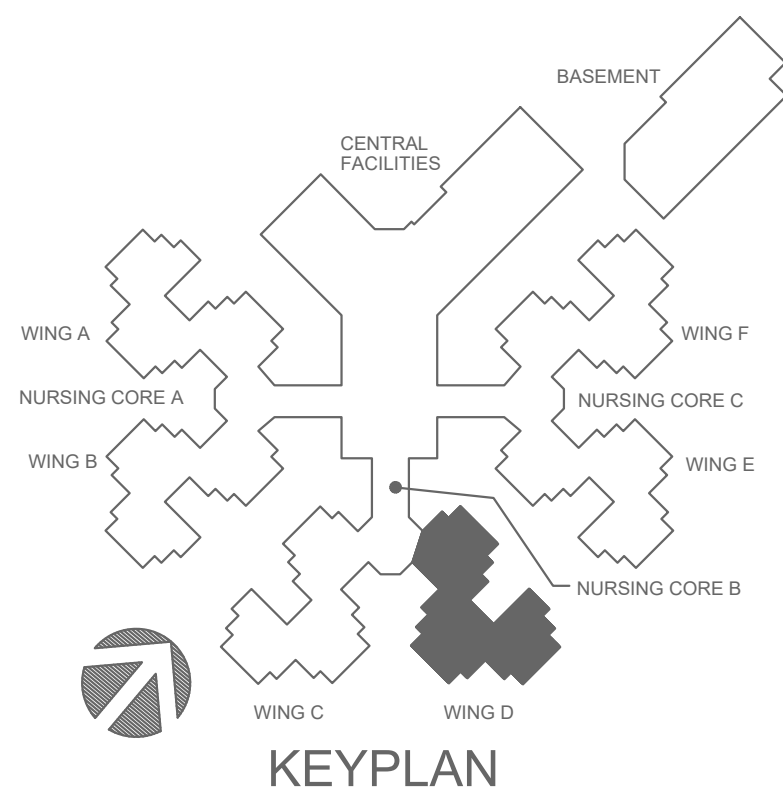 BASEMENT
CENTRAL
FACILITIES
WING A
WING F
NURSING CORE A
NURSING CORE C
WING B
WING E
NURSING CORE B
WING C
WING D
KEYPLAN